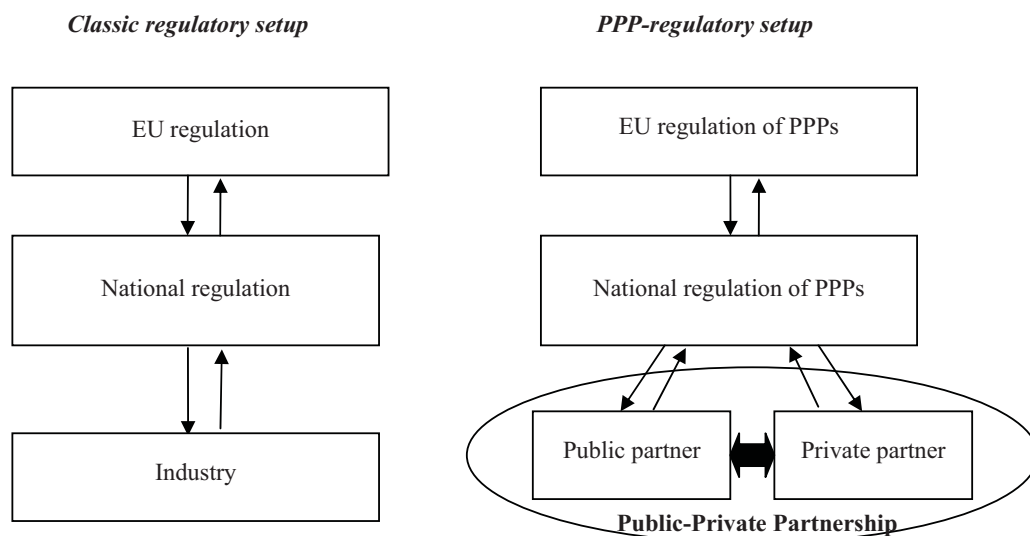 Classic regulatory setup
PPP-regulatory setup
EU regulation
EU regulation of PPPs
National regulation
National regulation of PPPs
Public partner
Private partner
Industry
Public-Private Partnership